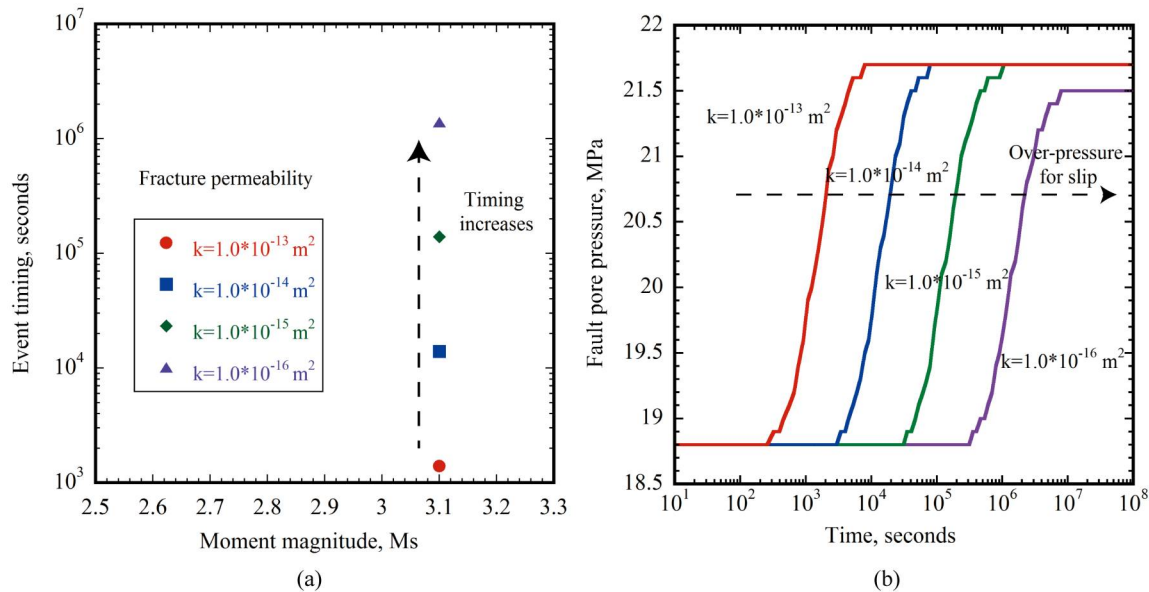 10^7
10^6
10^5
10^4
10^3
Event timing, seconds
Fracture permeability
k=1.0*10^-13 m^2
k=1.0*10^-14 m^2
k=1.0*10^-15 m^2
k=1.0*10^-16 m^2
Timing
increases
2.5 2.6 2.7 2.8 2.9 3 3.1 3.2 3.3
Moment magnitude, Ms
(a)
22
21.5
21
20.5
20
19.5
19
18.5
Fault pore pressure, MPa
k=1.0*10^-13 m^2
Over-pressure
for slip
k=1.0*10^-14 m^2
k=1.0*10^-15 m^2
k=1.0*10^-16 m^2
10^1 10^2 10^3 10^4 10^5 10^6 10^7 10^8
Time, seconds
(b)